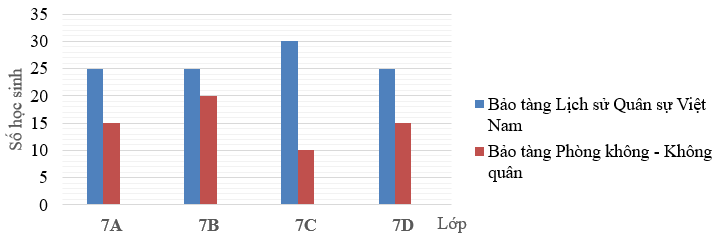 35
30
25
20
15
10
5
0
Số học sinh
7A
7B
7C
7D
Lớp
Bảo tàng Lịch sử Quân sự Việt
Nam
Bảo tàng Phòng không - Không
quân